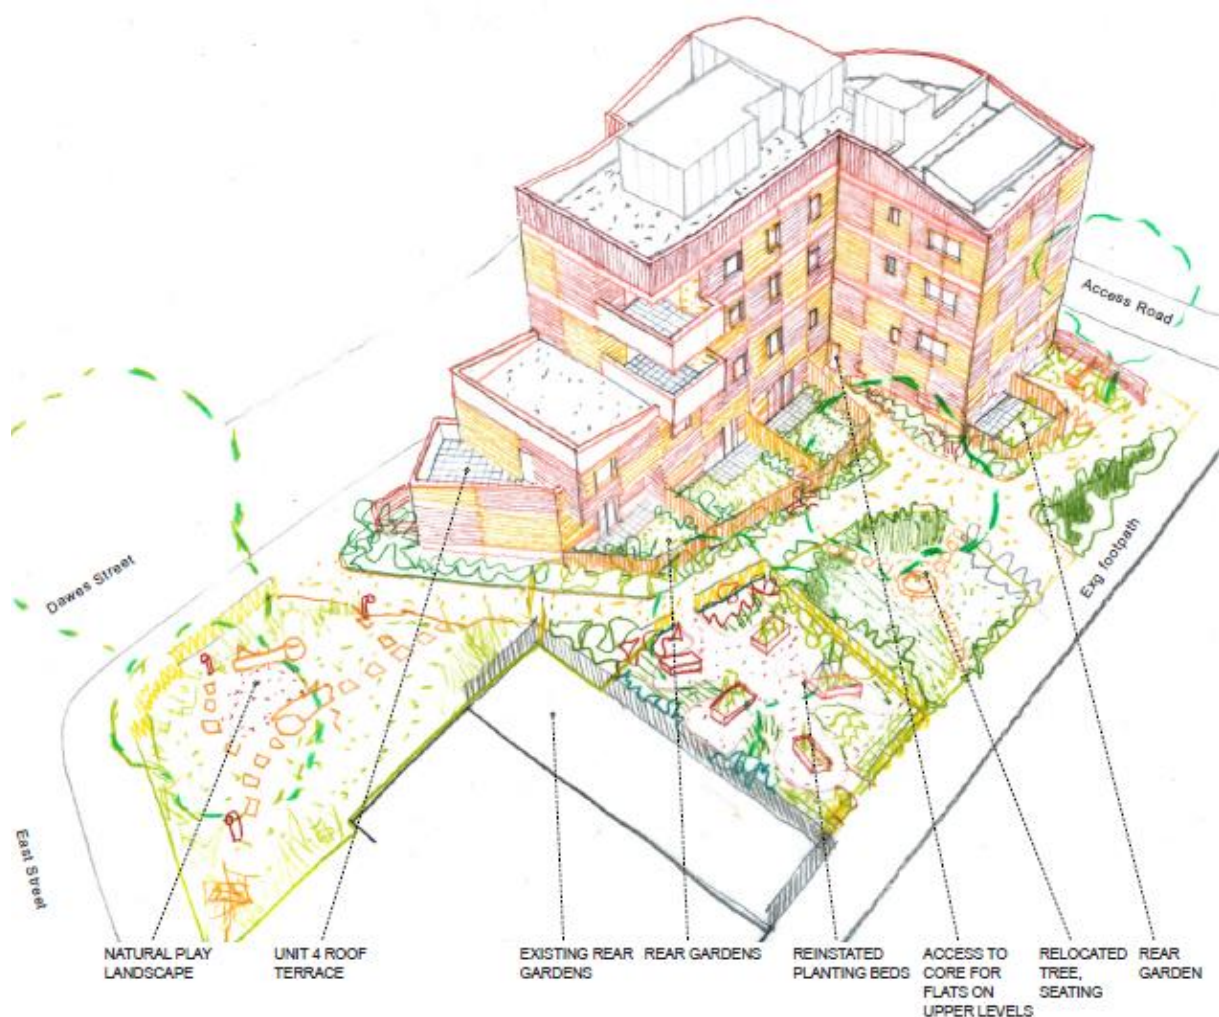 Access Road
Dawes Street
Exg footpath
East Street
NATURAL PLAY
LANDSCAPE
UNIT 4 ROOF
TERRACE
EXISTING REAR
GARDENS
REAR GARDENS
REINSTATED
PLANTING BEDS
ACCESS TO
CORE FOR
FLATS ON
UPPER LEVELS
RELOCATED
TREE,
SEATING
REAR
GARDEN